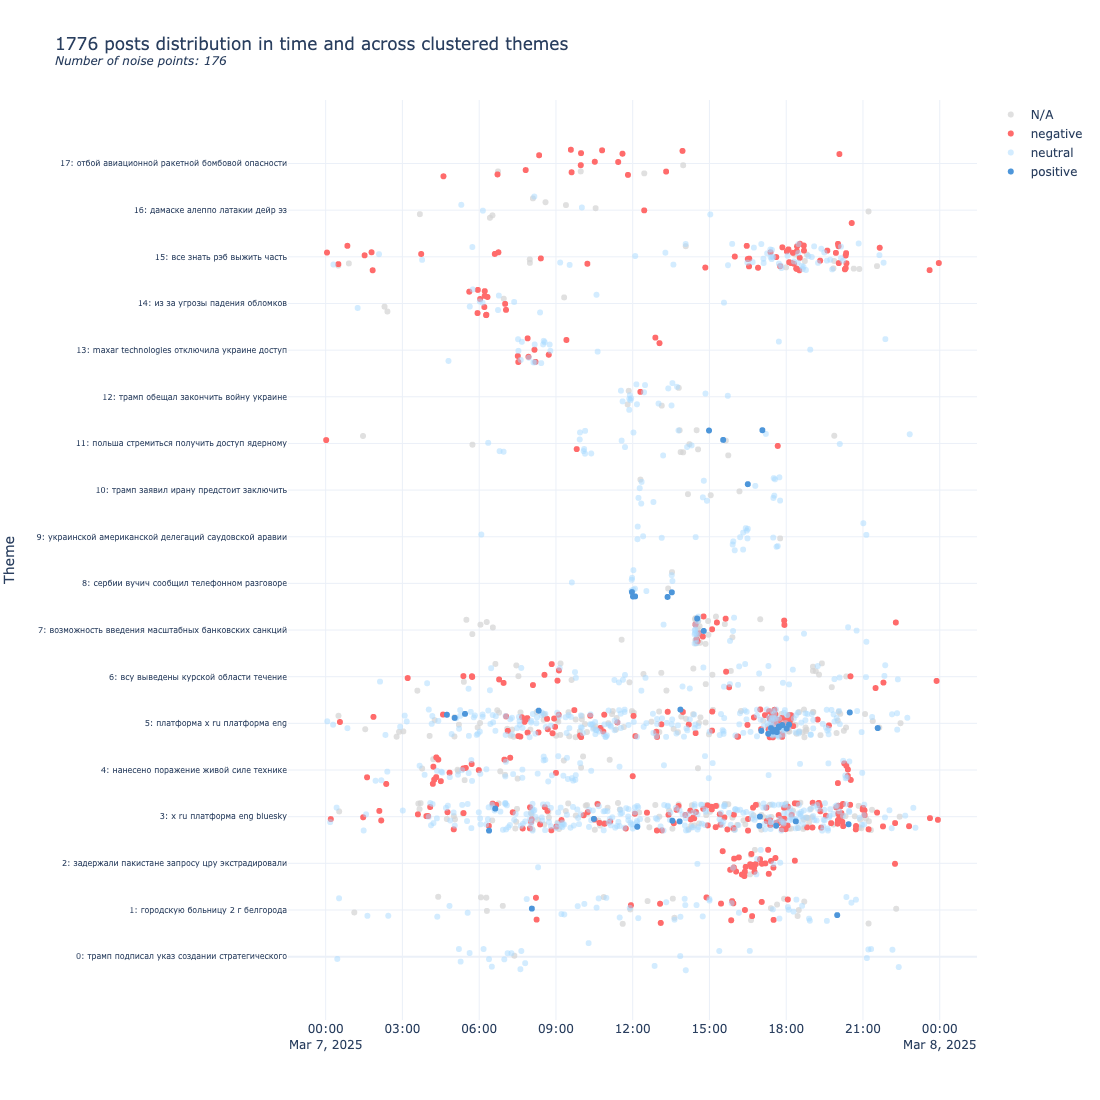 1776 posts distribution in time and across clustered themes
Number of noise points: 176
N/A
negative
neutral
positive
17: отбой авиационной ракетной бомбовой опасности
16: дамаске алеппо латакии дейр эз
15: все знать рэб выжить часть
14: из за угрозы падения обломков
13: maxar technologies отключила украине доступ
12: трамп обещал закончить войну украине
11: польша стремиться получить доступ ядерному
10: трамп заявил ирану предстоит заключить
9: украинской американской делегаций саудовской аравии
8: сербии вучич сообщил телефонном разговоре
7: возможность введения масштабных банковских санкций
6: всу выведены курской области течение
5: платформа x ru платформа eng
4: нанесено поражение живой силе технике
3: x ru платформа eng bluesky
2: задержали пакистане запросу цру экстрадировали
1: городскую больницу 2 г белгорода
0: трамп подписал указ создании стратегического
Theme
00:00 03:00 06:00 09:00 12:00 15:00 18:00 21:00 00:00
Mar 7, 2025 Mar 8, 2025